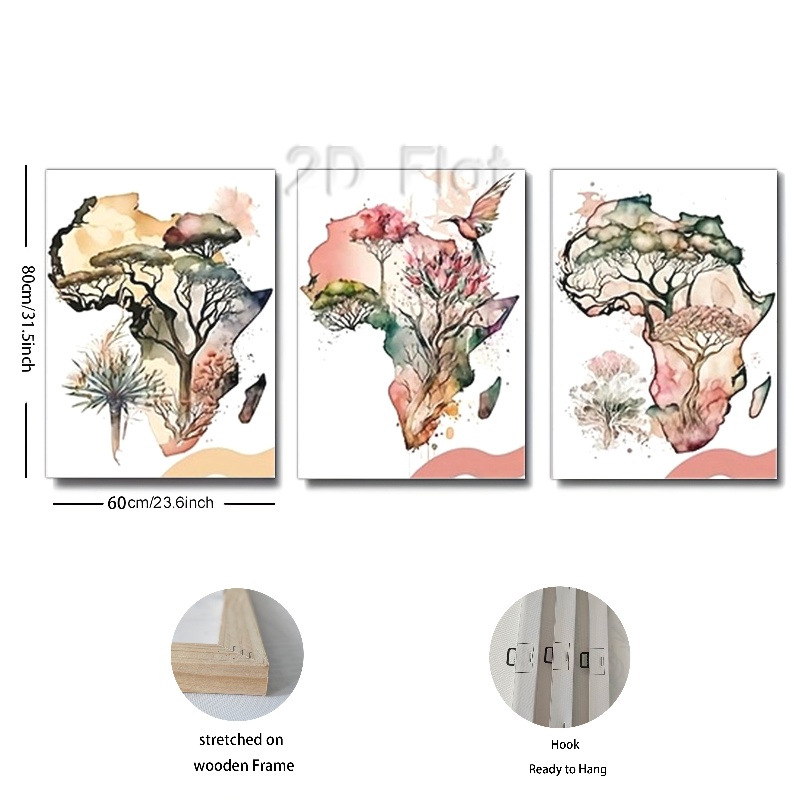 2D Flat
80cm/31.5inch
60cm/23.6inch
stretched on
wooden Frame
Hook
Ready to Hang